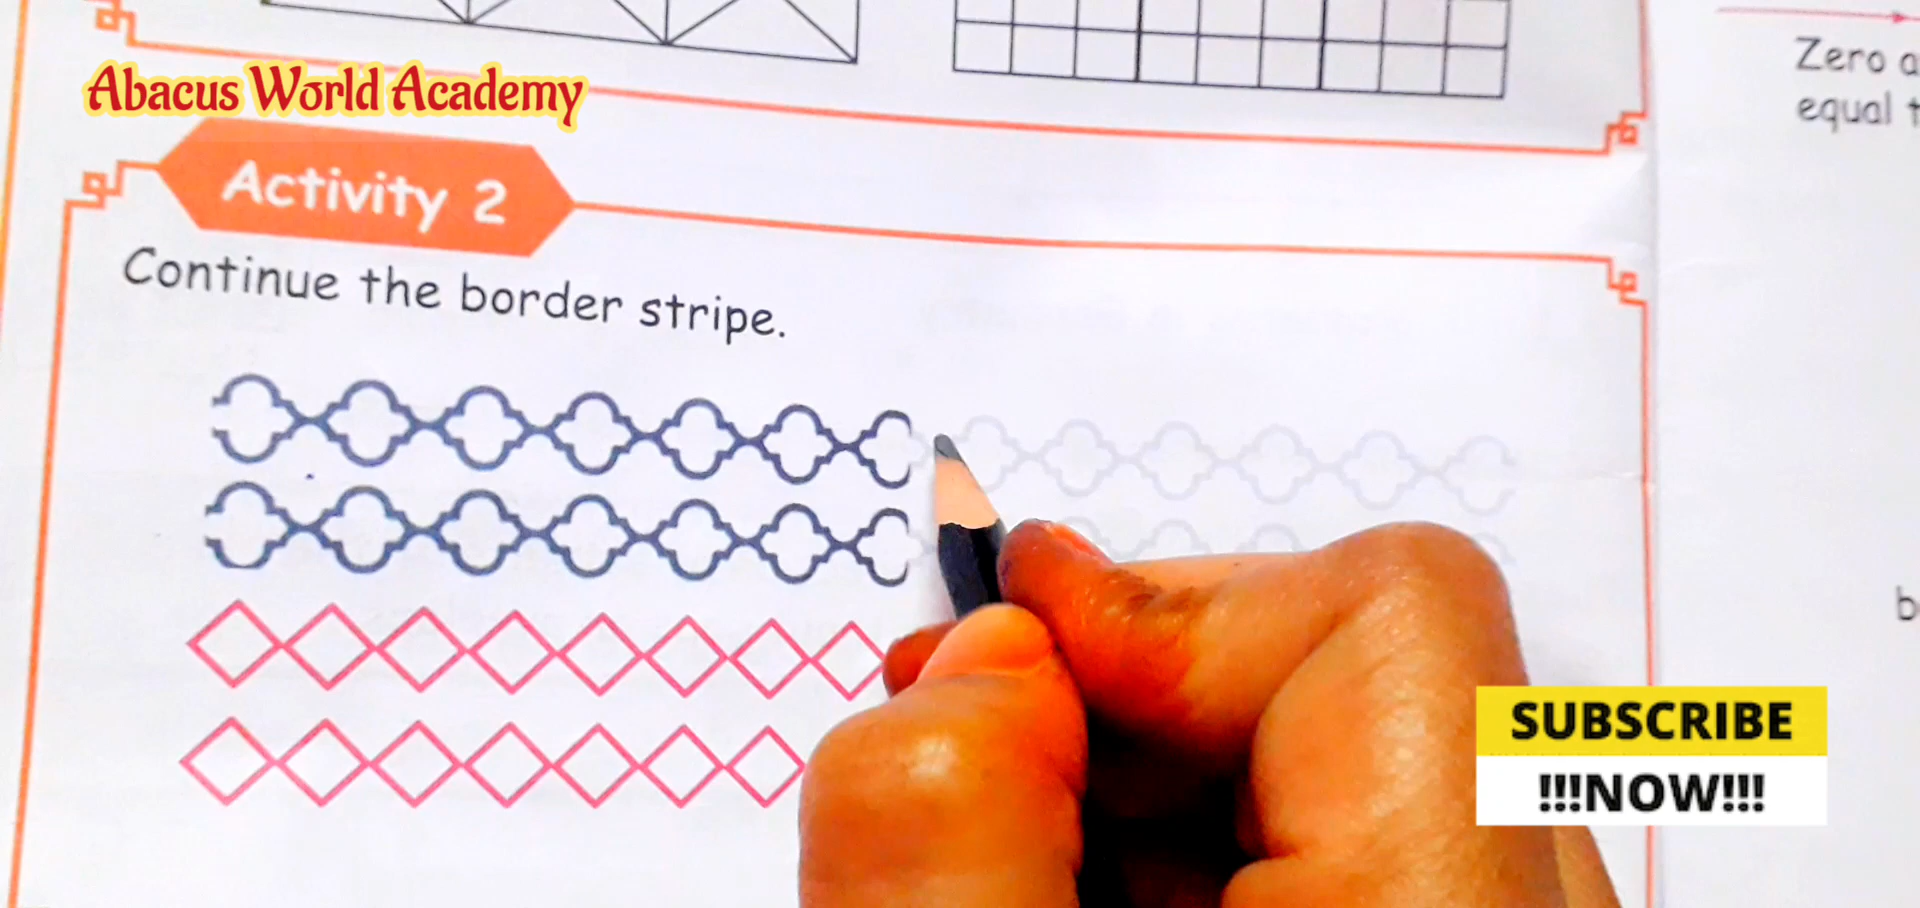 Zero a
equal t
Abacus World Academy
Activity 2
Continue the border stripe.
b
SUBSCRIBE
!!!NOW!!!